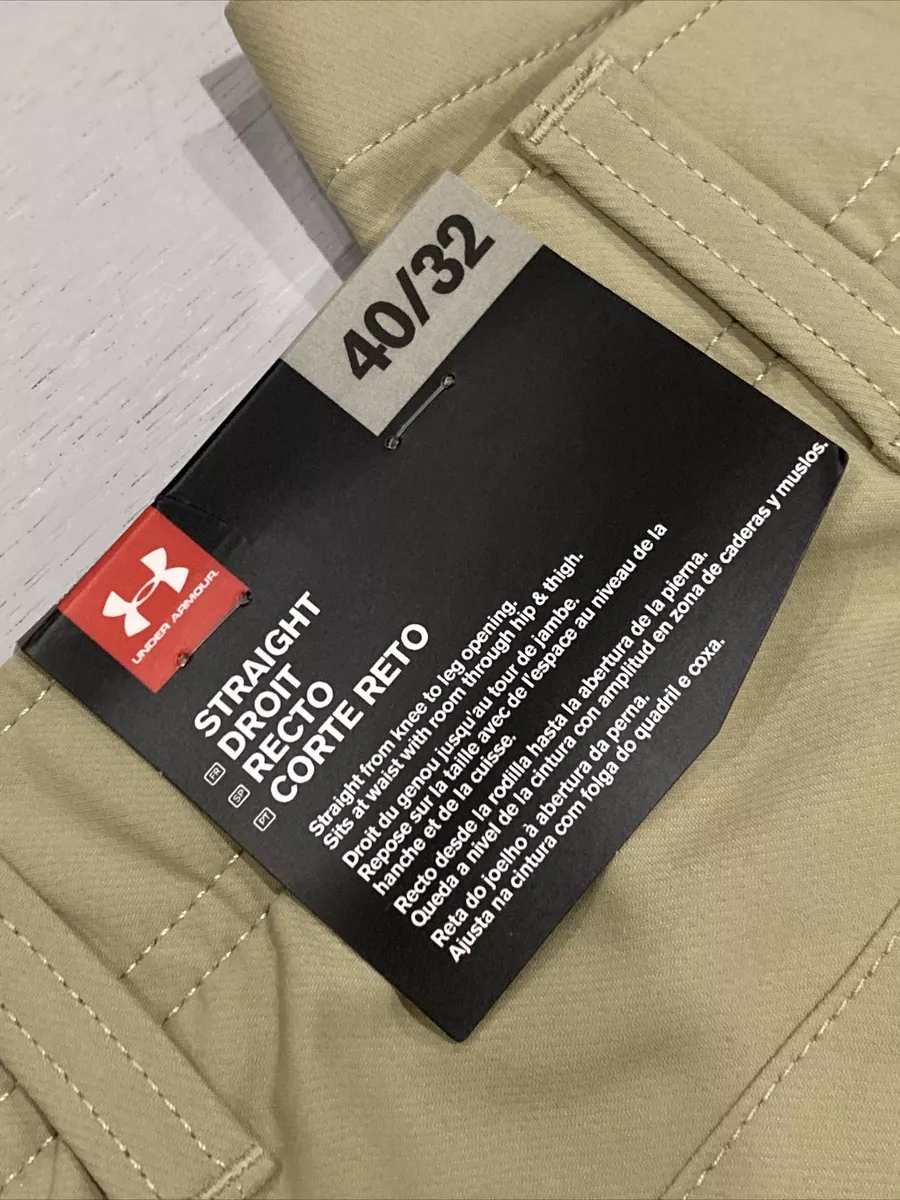 40/32
UNDER ARMOUR
STRAIGHT
FR DROIT
SP RECTO
PT CORTE RETO
Straight from knee to leg opening.
Sits at waist with room through hip & thigh.
Droit du genou jusqu'au tour de jambe.
Repose sur la taille avec de l'espace au niveau de la
hanche et de la cuisse.
Recto desde la rodilla hasta la abertura de la pierna.
Queda a nivel de la cintura con amplitud en zona de caderas y muslos.
Reta do joelho à abertura da perna.
Ajusta na cintura com folga do quadril e coxa.